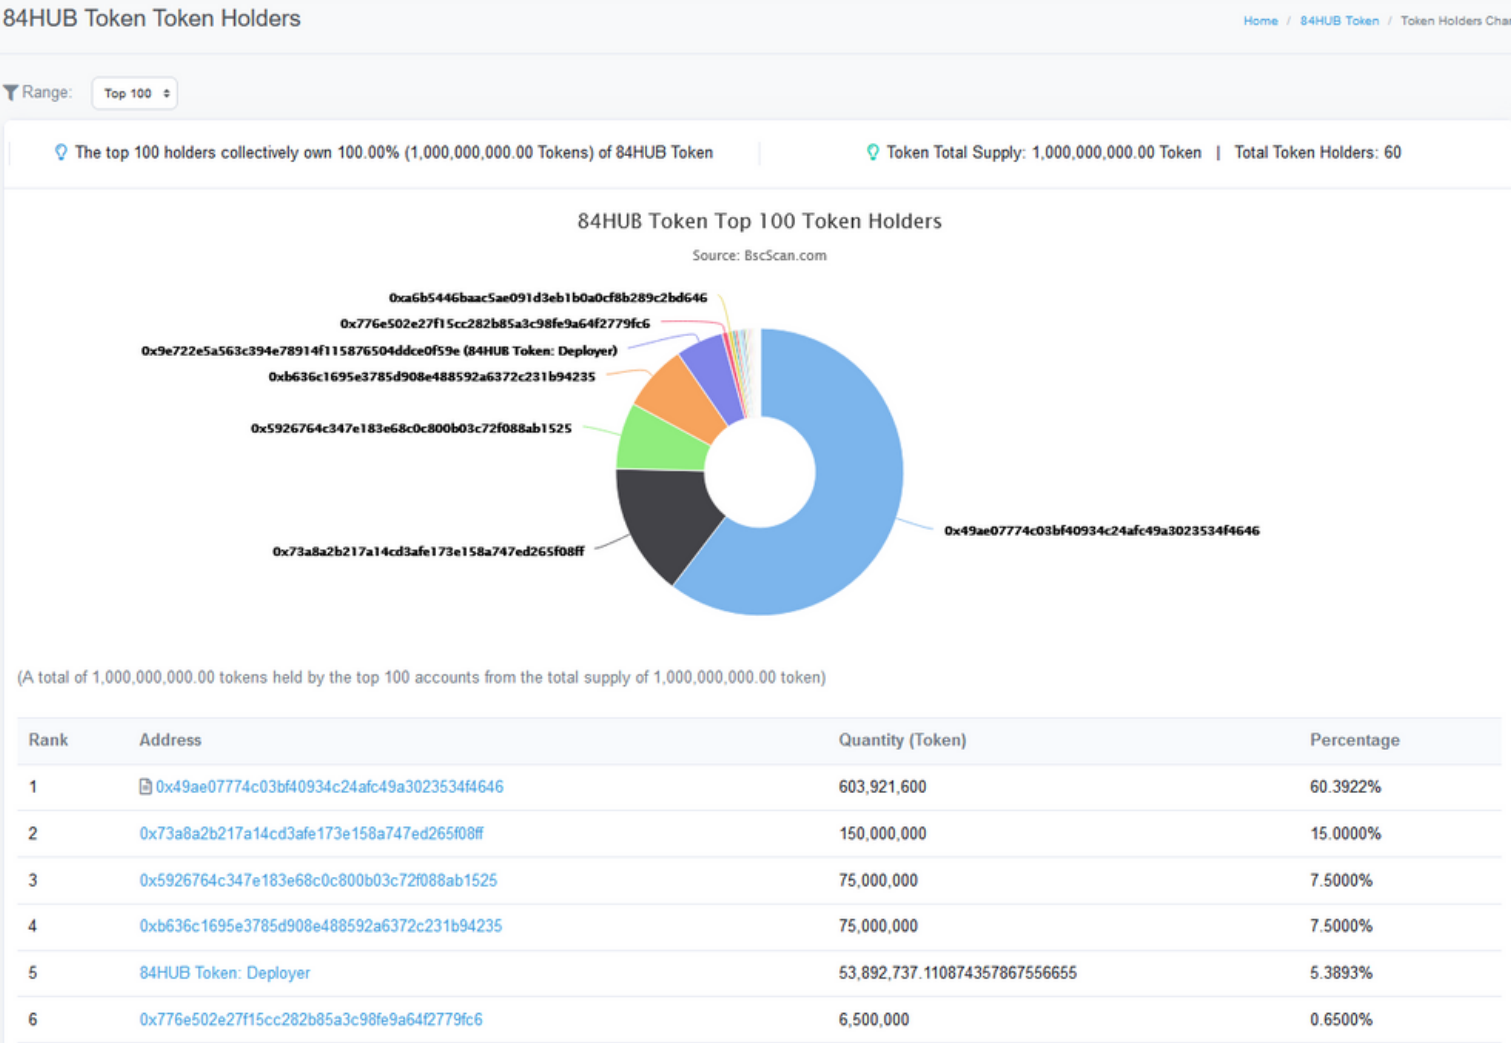 84HUB Token Token Holders
Home / 84HUB Token / Token Holders Char
Range: Top 100
The top 100 holders collectively own 100.00% (1,000,000,000.00 Tokens) of 84HUB Token
Token Total Supply: 1,000,000,000.00 Token | Total Token Holders: 60
84HUB Token Top 100 Token Holders
Source: BscScan.com
0xa6b5446baac5ae091d3eb1b0a0cf8b289c2bd646
0x776e502e27f15cc282b85a3c98fe9a64f2779fc6
0x9e722e5a563c394e78914f115876504ddce0f59e (84HUB Token: Deployer)
0xb636c1695e3785d908e488592a6372c231b94235
0x5926764c347e183e68c0c800b03c72f088ab1525
0x49ae07774c03bf40934c24afc49a3023534f4646
0x73a8a2b217a14cd3afe173e158a747ed265f08ff
(A total of 1,000,000,000.00 tokens held by the top 100 accounts from the total supply of 1,000,000,000.00 token)
Rank Address Quantity (Token) Percentage
1 0x49ae07774c03bf40934c24afc49a3023534f4646 603,921,600 60.3922%
2 0x73a8a2b217a14cd3afe173e158a747ed265f08ff 150,000,000 15.0000%
3 0x5926764c347e183e68c0c800b03c72f088ab1525 75,000,000 7.5000%
4 0xb636c1695e3785d908e488592a6372c231b94235 75,000,000 7.5000%
5 84HUB Token: Deployer 53,892,737.110874357867556655 5.3893%
6 0x776e502e27f15cc282b85a3c98fe9a64f2779fc6 6,500,000 0.6500%